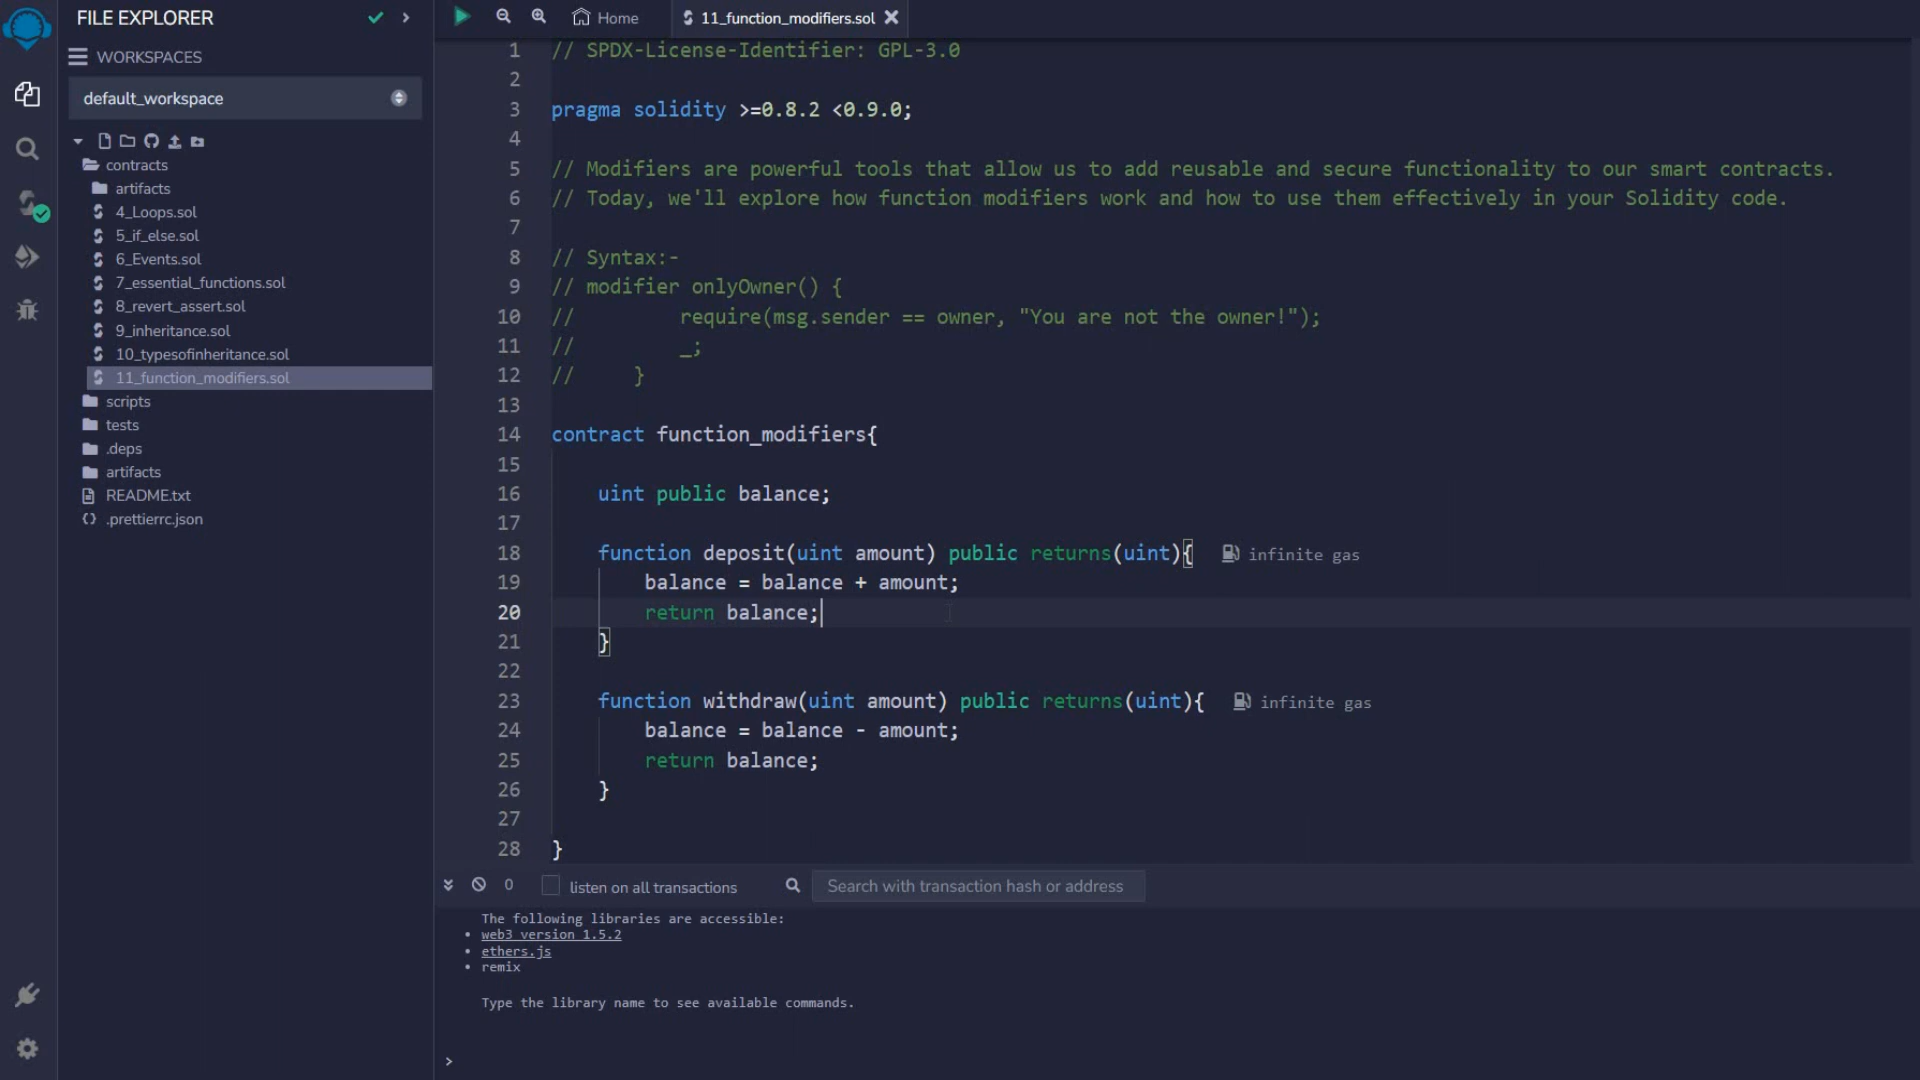 FILE EXPLORER
WORKSPACES
default_workspace
contracts
artifacts
4_Loops.sol
5_if_else.sol
6_Events.sol
7_essential_functions.sol
8_revert_assert.sol
9_inheritance.sol
10_typesofinheritance.sol
11_function_modifiers.sol
scripts
tests
.deps
artifacts
README.txt
.prettierrc.json
Home
11_function_modifiers.sol
1 // SPDX-License-Identifier: GPL-3.0
2
3 pragma solidity >=0.8.2 <0.9.0;
4
5 // Modifiers are powerful tools that allow us to add reusable and secure functionality to our smart contracts.
6 // Today, we'll explore how function modifiers work and how to use them effectively in your Solidity code.
7
8 // Syntax:-
9 // modifier onlyOwner() {
10 //         require(msg.sender == owner, "You are not the owner!");
11 //         _;
12 //     }
13
14 contract function_modifiers{
15
16     uint public balance;
17
18     function deposit(uint amount) public returns(uint){ infinite gas
19         balance = balance + amount;
20         return balance;
21     }
22
23     function withdraw(uint amount) public returns(uint){ infinite gas
24         balance = balance - amount;
25         return balance;
26     }
27
28 }
0 listen on all transactions Search with transaction hash or address
The following libraries are accessible:
• web3 version 1.5.2
• ethers.js
• remix
Type the library name to see available commands.
>